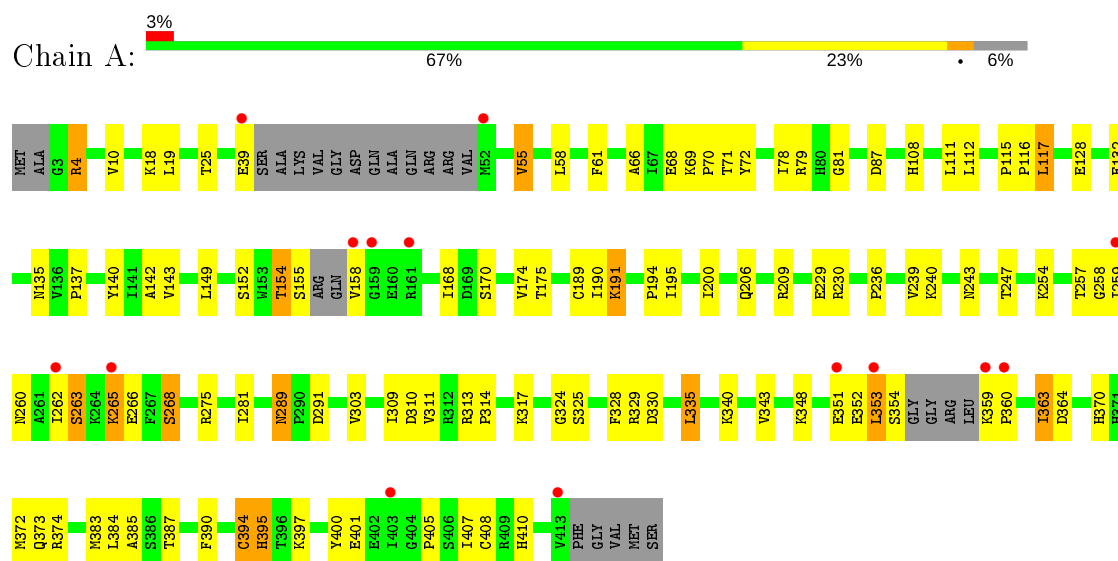 3%
Chain A:
67% 23% • 6%
MET ALA G3 R4 V10 K18 L19 T25 E39 SER ALA LYS VAL GLY ASP GLN ALA GLN ARG ARG VAL M52 V55 L58 F61 A66 I67 E68 K69 P70 T71 Y72 I78 R79 H80 G81 D87 H108 L111 L112 P115 P116 L117 E128
N135 V136 P137 Y140 I141 A142 V143 L149 S152 W153 T154 S155 ARG GLN V158 G159 E160 R161 I168 D169 S170 V174 T175 C189 I190 K191 P194 I195 I200 Q206 R209 E229 R230 P236 V239 K240 N243 T247 K254 T257 G258
N260 A261 I262 S263 K264 K265 E266 F267 S268 R275 I281 N289 P290 D291 V303 I309 D310 V311 R312 R313 P314 K317 G324 S325 F328 R329 D330 L335 K340 V343 K348 E351 E352 L353 S354 GLY GLY ARG LEU K359 P360 I363 D364 H370
M372 Q373 R374 M383 L384 A385 S386 T387 F390 C394 H395 T396 K397 Y400 E401 E402 I403 G404 P405 S406 I407 C408 R409 H410 V413 PHE GLY VAL MET SER